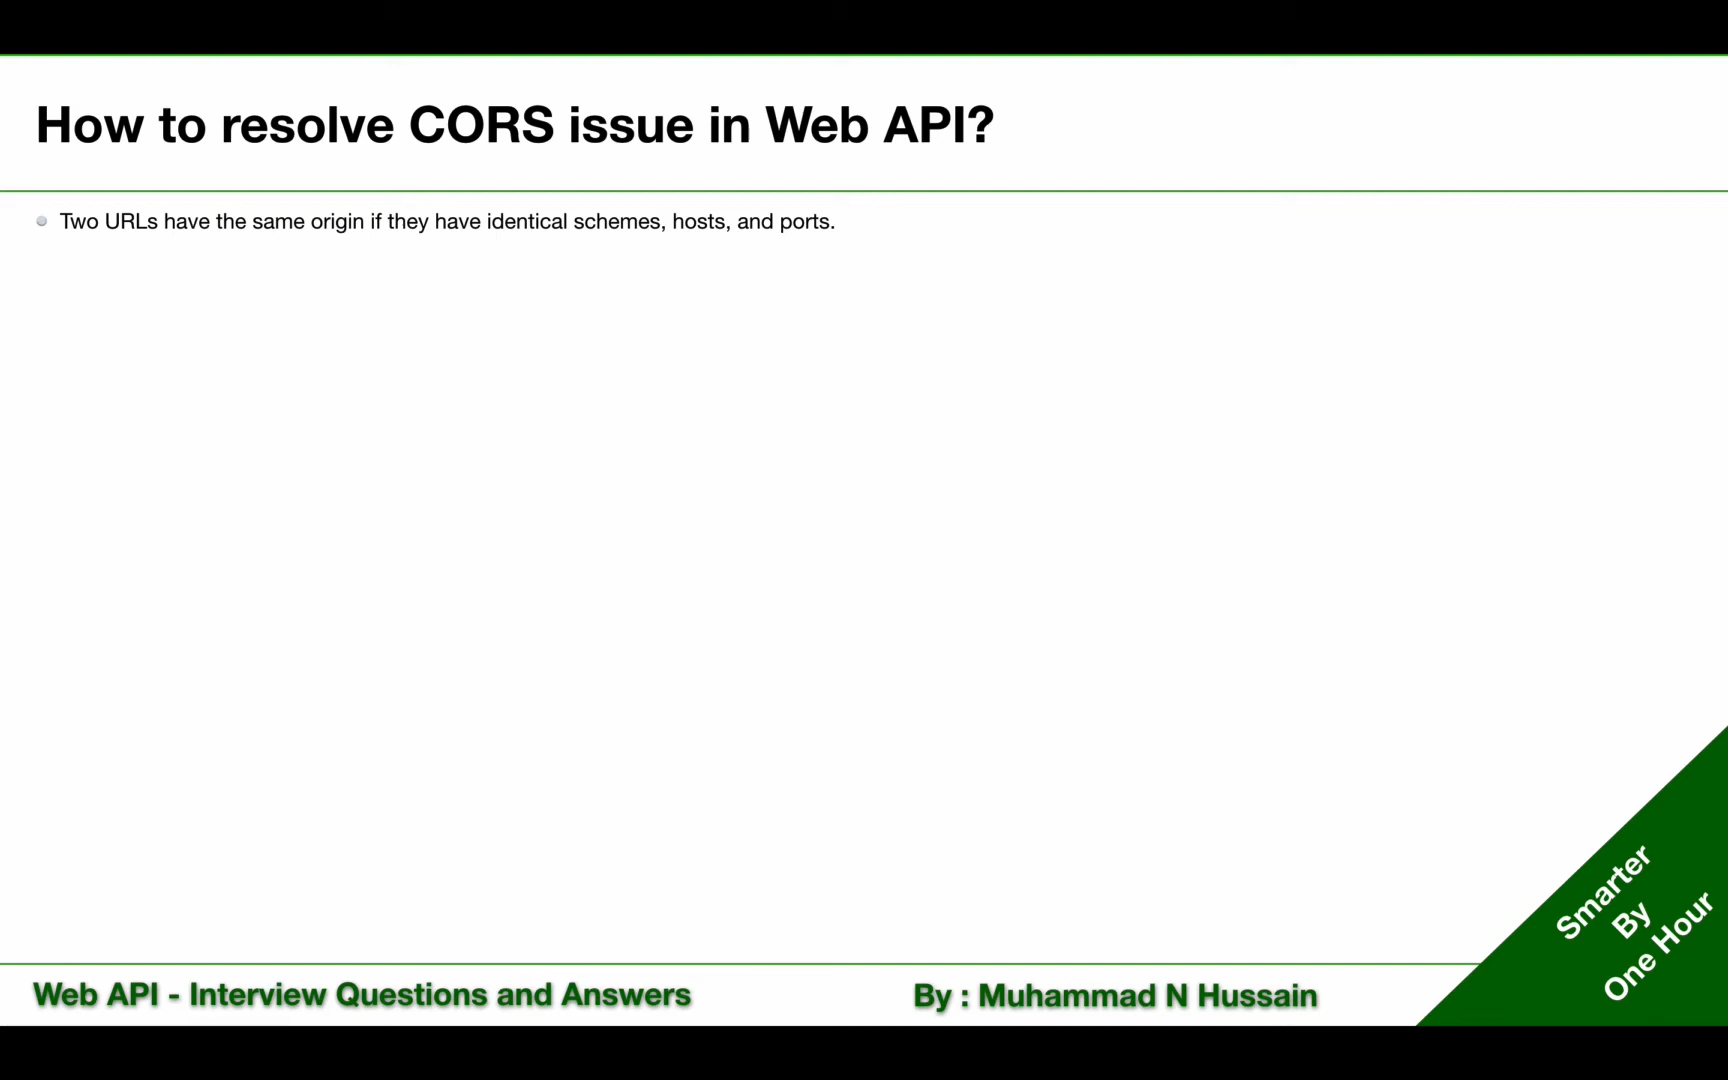 How to resolve CORS issue in Web API?
Two URLs have the same origin if they have identical schemes, hosts, and ports.
Smarter
By
One Hour
Web API - Interview Questions and Answers
By : Muhammad N Hussain